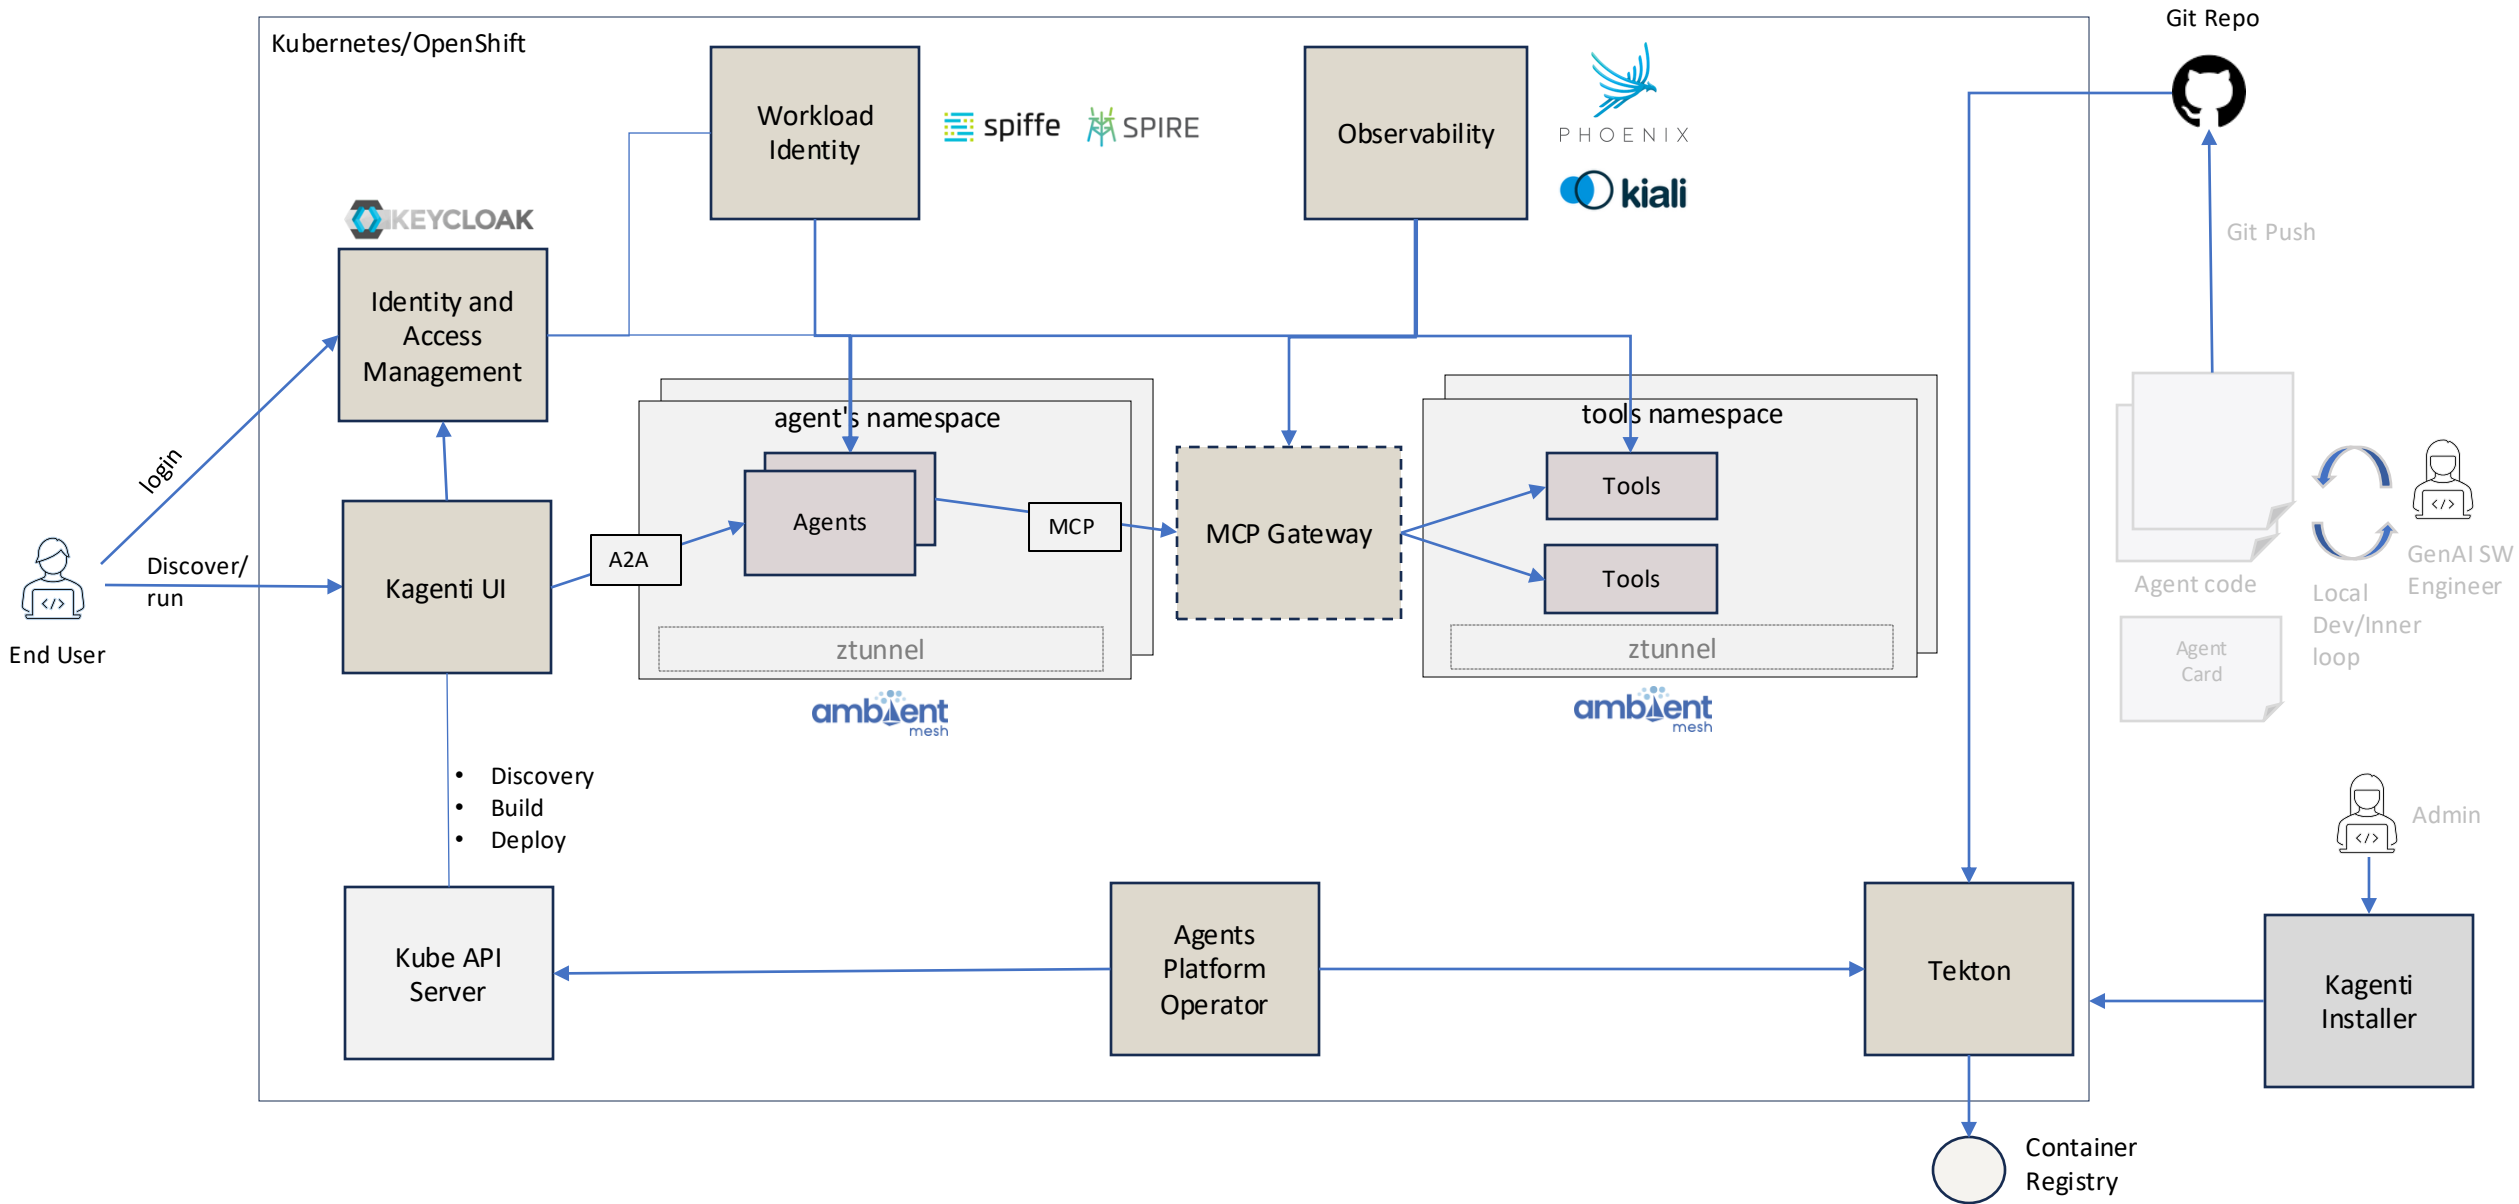 Git Repo
Kubernetes/OpenShift
Workload
Identity
spiffe
SPIRE
Observability
PHOENIX
kiali
KEYCLOAK
Git Push
Identity and
Access
Management
login
agent's namespace
tools namespace
Agents
MCP
A2A
MCP Gateway
Tools
Tools
Discover/
run
Kagenti UI
</>
End User
ztunnel
ztunnel
ambient
mesh
ambient
mesh
</>
GenAI SW
Engineer
Agent code
Local
Dev/Inner
loop
Agent
Card
• Discovery
• Build
• Deploy
</>
Admin
Kube API
Server
Agents
Platform
Operator
Tekton
Kagenti
Installer
Container
Registry